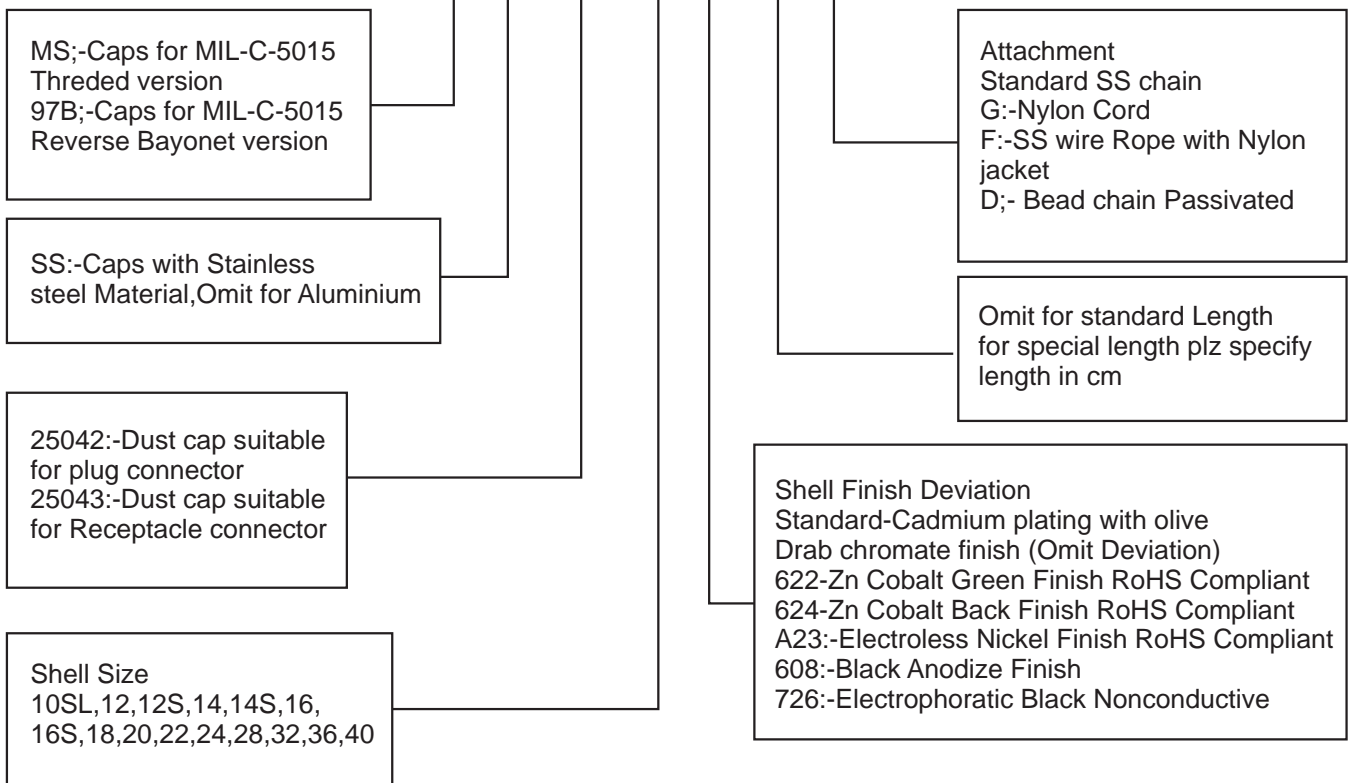 MS;-Caps for MIL-C-5015
Threded version
97B;-Caps for MIL-C-5015
Reverse Bayonet version
SS:-Caps with Stainless
steel Material,Omit for Aluminium
25042:-Dust cap suitable
for plug connector
25043:-Dust cap suitable
for Receptacle connector
Shell Size
10SL,12,12S,14,14S,16,
16S,18,20,22,24,28,32,36,40
Attachment
Standard SS chain
G:-Nylon Cord
F:-SS wire Rope with Nylon
jacket
D;- Bead chain Passivated
Omit for standard Length
for special length plz specify
length in cm
Shell Finish Deviation
Standard-Cadmium plating with olive
Drab chromate finish (Omit Deviation)
622-Zn Cobalt Green Finish RoHS Compliant
624-Zn Cobalt Back Finish RoHS Compliant
A23:-Electroless Nickel Finish RoHS Compliant
608:-Black Anodize Finish
726:-Electrophoratic Black Nonconductive